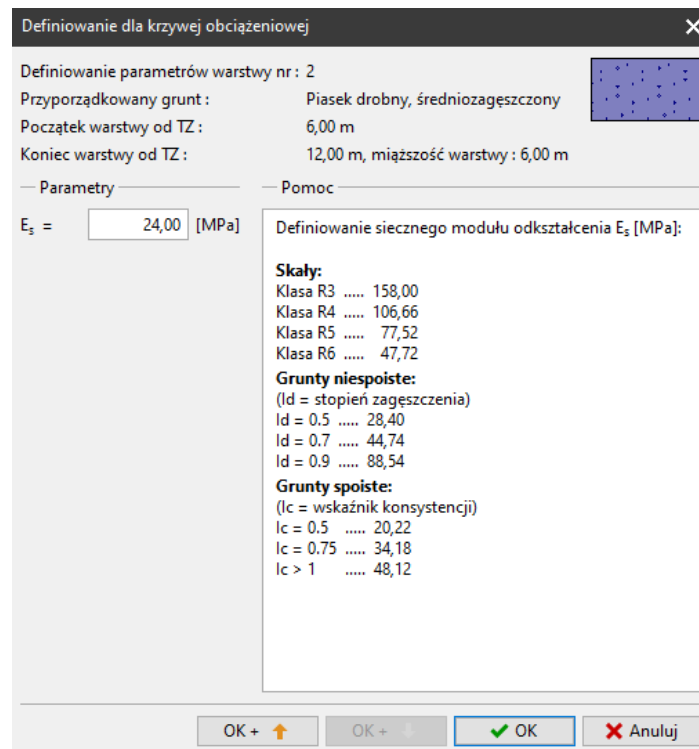 Definiowanie dla krzywej obciążeniowej
Definiowanie parametrów warstwy nr : 2
Przyporządkowany grunt : Piasek drobny, średniozagęszczony
Początek warstwy od TZ : 6,00 m
Koniec warstwy od TZ : 12,00 m, miąższość warstwy : 6,00 m
Parametry
Es = 24,00 [MPa]
Pomoc
Definiowanie siecznego modułu odkształcenia Es [MPa]:
Skały:
Klasa R3 ..... 158,00
Klasa R4 ..... 106,66
Klasa R5 ..... 77,52
Klasa R6 ..... 47,72
Grunty niespoiste:
(Id = stopień zagęszczenia)
Id = 0.5 ..... 28,40
Id = 0.7 ..... 44,74
Id = 0.9 ..... 88,54
Grunty spoiste:
(Ic = wskaźnik konsystencji)
Ic = 0.5 ..... 20,22
Ic = 0.75 ..... 34,18
Ic > 1 ..... 48,12
OK +
OK +
OK
Anuluj